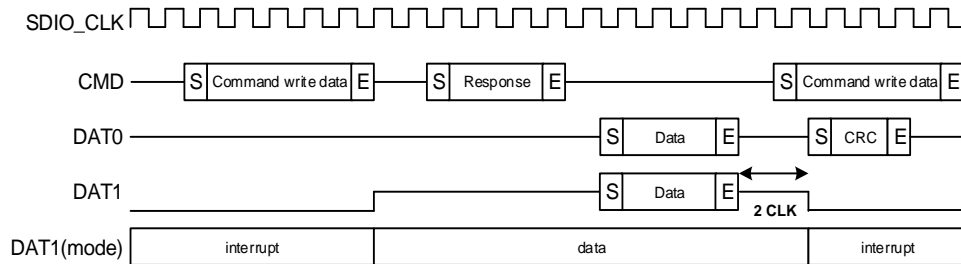 SDIO_CLK
CMD S Command write data E S Response E S Command write data E
DAT0 S Data E S CRC E
DAT1 S Data E
2 CLK
DAT1(mode) interrupt data interrupt